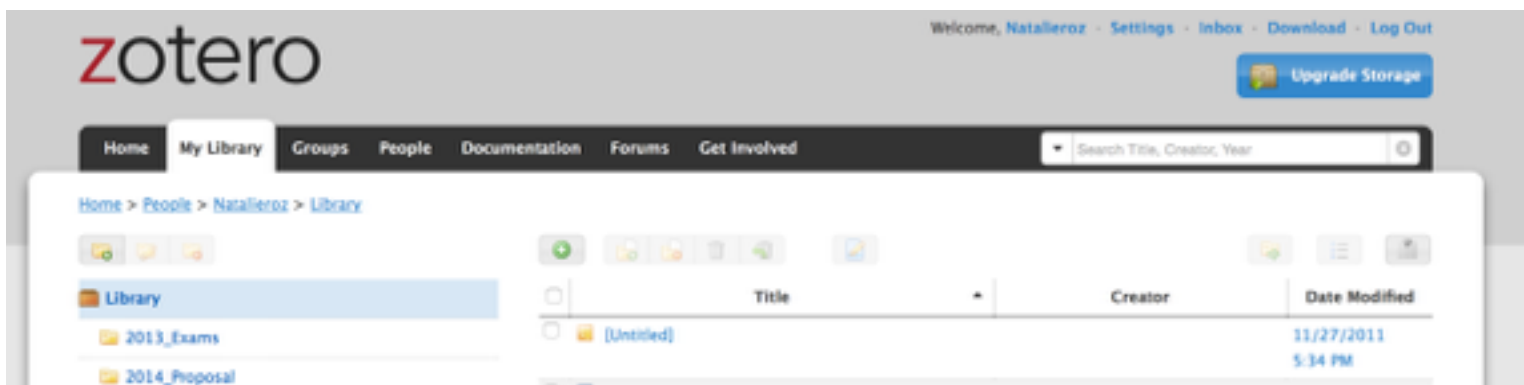 zotero
Welcome, Natalieroz · Settings · Inbox · Download · Log Out
Upgrade Storage
Home My Library Groups People Documentation Forums Get Involved
Search Title, Creator, Year
Home > People > Natalieroz > Library
Library
Title Creator Date Modified
2013_Exams
[Untitled] 11/27/2011
5:34 PM
2014_Proposal